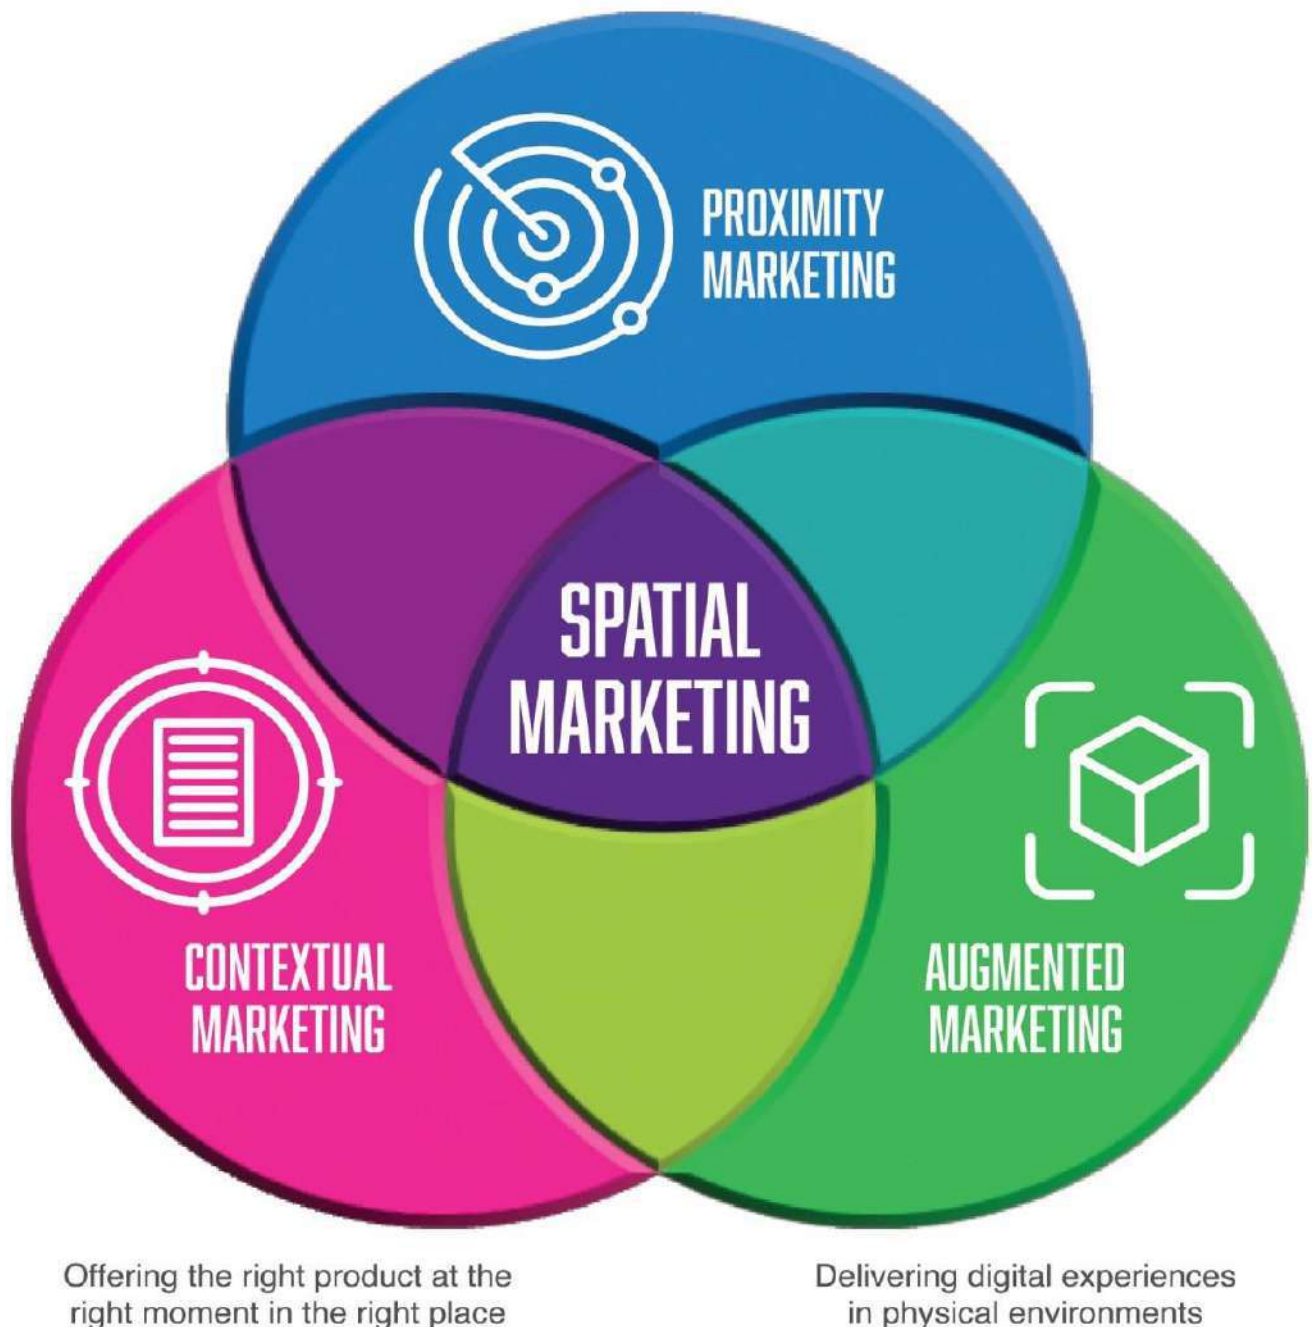 PROXIMITY
MARKETING
SPATIAL
MARKETING
CONTEXTUAL
MARKETING
AUGMENTED
MARKETING
Offering the right product at the
right moment in the right place
Delivering digital experiences
in physical environments